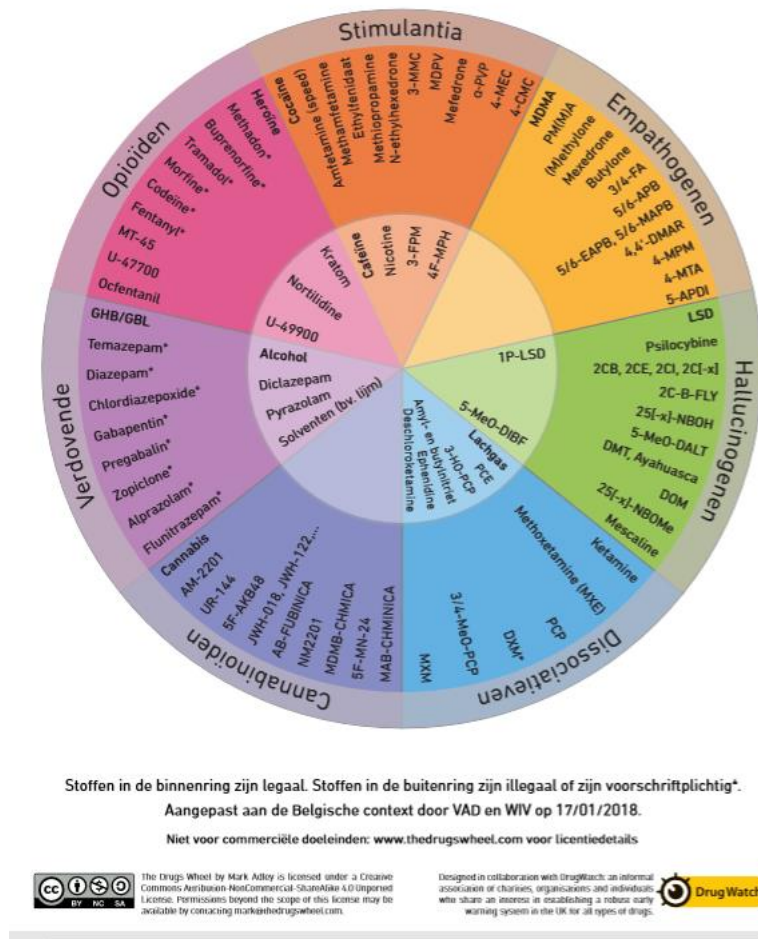 Stimulantia
Cocaïne
Amfetamine (speed)
Methamfetamine
Ethylfenidaat
Methiopropamine
N-ethylhexedrone
3-MMC
MDPV
Mefedrone
α-PVP
4-MEC
4-CMC
Cafeïne
Nicotine
3-FPM
4F-MPH
Empathogenen
MDMA
PM(M)A
(M)ethylone
Mexedrone
Butylone
3/4-FA
5/6-APB
5/6-EAPB, 5/6-MAPB
4,4'-DMAR
4-MPM
4-MTA
5-APDI
Hallucinogenen
LSD
Psilocybine
2CB, 2CE, 2CI, 2C[-x]
2C-B-FLY
25[-x]-NBOH
5-MeO-DALT
DMT, Ayahuasca
DOM
25[-x]-NBOMe
Mescaline
1P-LSD
5-MeO-DIBF
Dissociatieven
Ketamine
Methoxetamine (MXE)
PCP
DXM*
3/4-MeO-PCP
MXM
Lachgas
PCE
3-HO-PCP
Amyl- en butylnitriet
Ephenidine
Deschloroketamine
Cannabinoïden
Cannabis
AM-2201
UR-144
5F-AKB48
JWH-018, JWH-122,...
AB-FUBINICA
NM2201
MDMB-CHMICA
5F-MN-24
MAB-CHMINICA
Verdovende
GHB/GBL
Temazepam*
Diazepam*
Chlordiazepoxide*
Gabapentin*
Pregabalin*
Zopiclone*
Alprazolam*
Flunitrazepam*
Alcohol
Diclazepam
Pyrazolam
Solventen (bv. lijm)
Opioïden
Heroïne
Methadon*
Buprenorfine*
Tramadol*
Morfine*
Codeïne*
Fentanyl*
MT-45
U-47700
Ocfentanil
Kratom
Nortilidine
U-49900
Stoffen in de binnenring zijn legaal. Stoffen in de buitenring zijn illegaal of zijn voorschriftplichtig*.
Aangepast aan de Belgische context door VAD en WIV op 17/01/2018.
Niet voor commerciële doeleinden: www.thedrugswheel.com voor licentiedetails
cc
BY NC SA
The Drugs Wheel by Mark Adley is licensed under a Creative
Commons Attribution-NonCommercial-ShareAlike 4.0 Unported
License. Permissions beyond the scope of this license may be
available by contacting mark@thedrugswheel.com.
Designed in collaboration with DrugWatch: an informal
association of charities, organisations and individuals
who share an interest in establishing a robust early
warning system in the UK for all types of drugs.
DrugWatch